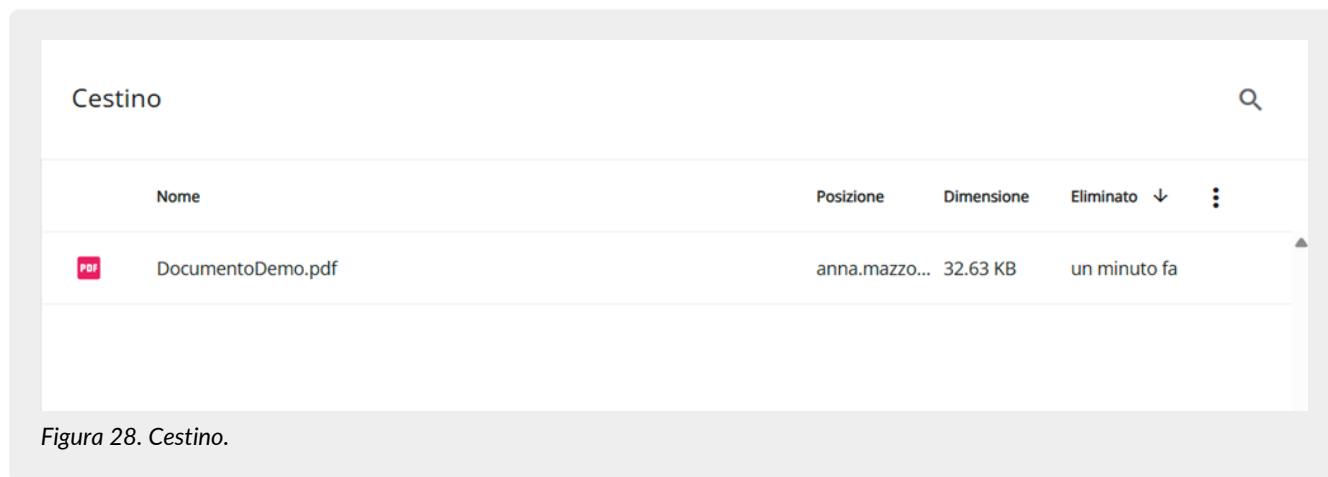 Cestino
Nome Posizione Dimensione Eliminato
PDF DocumentoDemo.pdf anna.mazzo... 32.63 KB un minuto fa
Figura 28. Cestino.